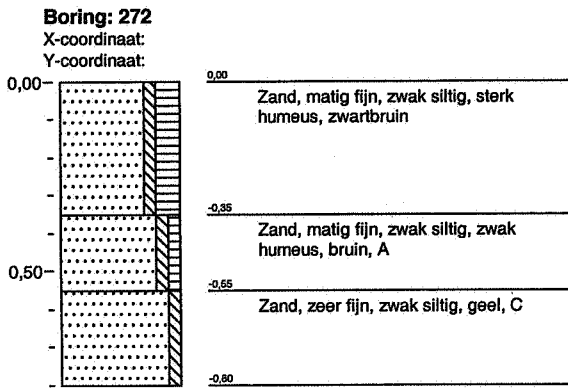 Boring: 272
X-coordinaat:
Y-coordinaat:
0,00
0,00
Zand, matig fijn, zwak siltig, sterk
humeus, zwartbruin
-0,35
Zand, matig fijn, zwak siltig, zwak
humeus, bruin, A
0,50
-0,55
Zand, zeer fijn, zwak siltig, geel, C
-0,80